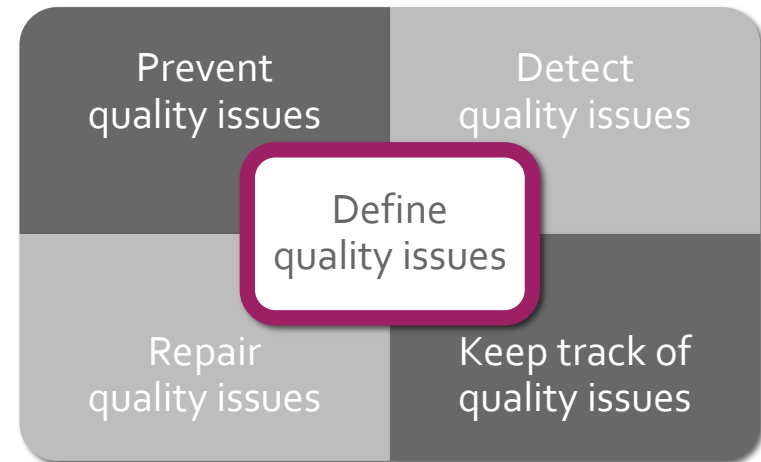 Prevent
quality issues
Detect
quality issues
Define
quality issues
Repair
quality issues
Keep track of
quality issues